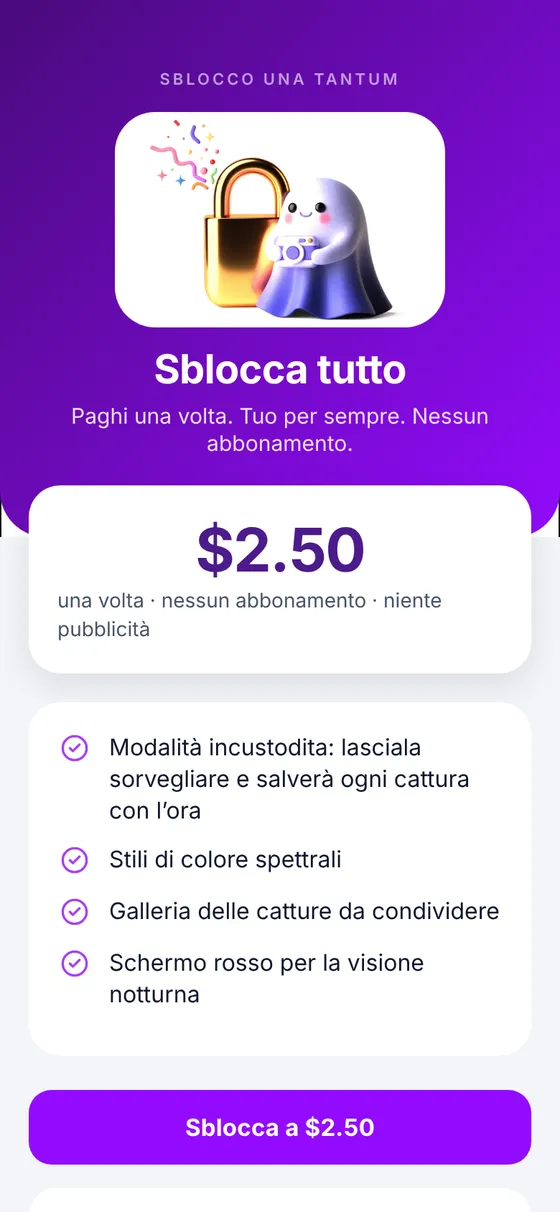 SBLOCCO UNA TANTUM
Sblocca tutto
Paghi una volta. Tuo per sempre. Nessun
abbonamento.
$2.50
una volta · nessun abbonamento · niente
pubblicità
Modalità incustodita: lasciala
sorvegliare e salverà ogni cattura
con l’ora
Stili di colore spettrali
Galleria delle catture da condividere
Schermo rosso per la visione
notturna
Sblocca a $2.50